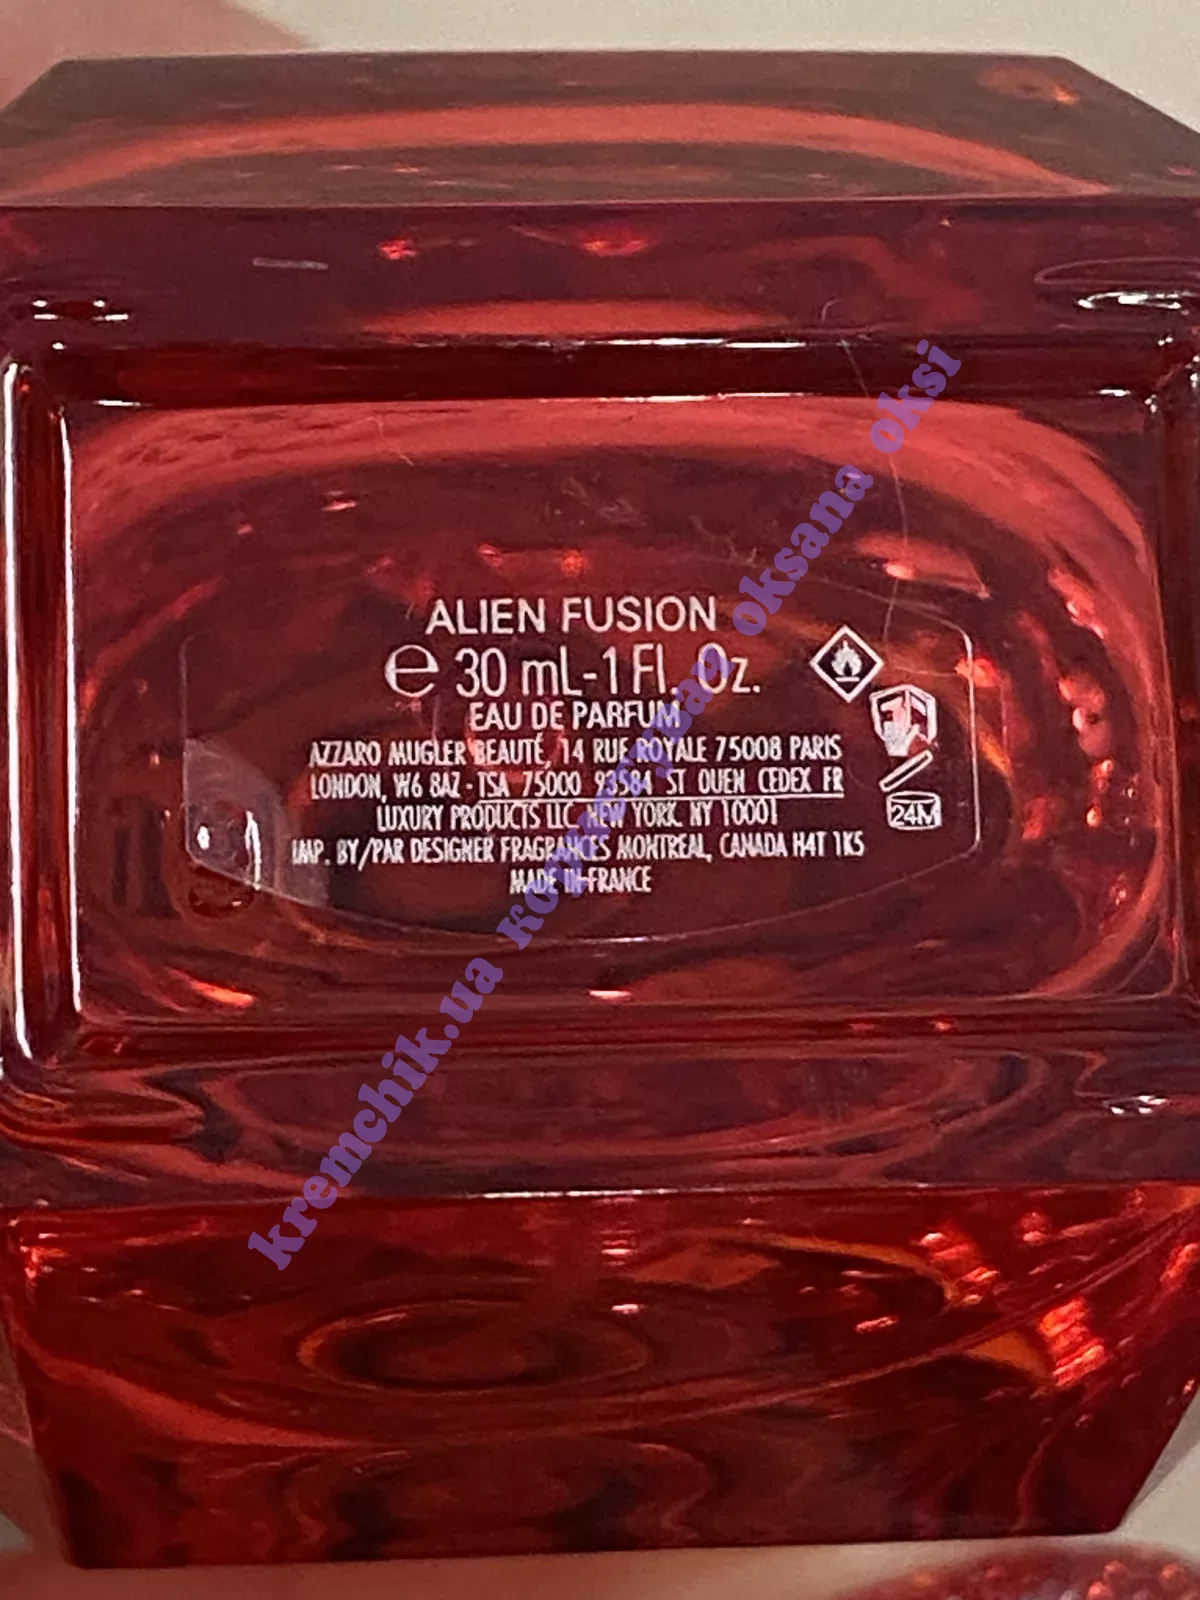 ALIEN FUSION
℮ 30 mL-1 Fl. Oz.
EAU DE PARFUM
AZZARO MUGLER BEAUTÉ, 14 RUE ROYALE 75008 PARIS
LONDON, W6 8AZ - TSA 75000 93584 ST OUEN CEDEX FR
LUXURY PRODUCTS LLC NEW YORK, NY 10001
IMP. BY/PAR DESIGNER FRAGRANCES MONTREAL, CANADA H4T 1K5
MADE IN FRANCE
24M
kremchik.ua користувач oksana oksi